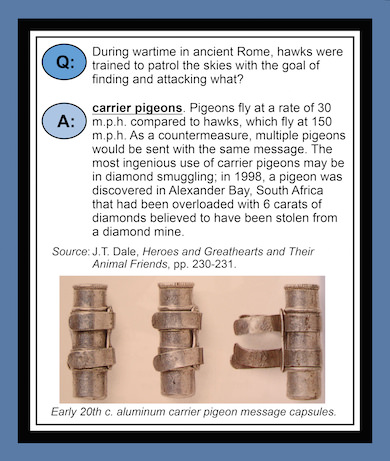 Q:
During wartime in ancient Rome, hawks were
trained to patrol the skies with the goal of
finding and attacking what?
A:
carrier pigeons. Pigeons fly at a rate of 30
m.p.h. compared to hawks, which fly at 150
m.p.h. As a countermeasure, multiple pigeons
would be sent with the same message. The
most ingenious use of carrier pigeons may be
in diamond smuggling; in 1998, a pigeon was
discovered in Alexander Bay, South Africa
that had been overloaded with 6 carats of
diamonds believed to have been stolen from
a diamond mine.
Source: J.T. Dale, Heroes and Greathearts and Their
Animal Friends, pp. 230-231.
Early 20th c. aluminum carrier pigeon message capsules.